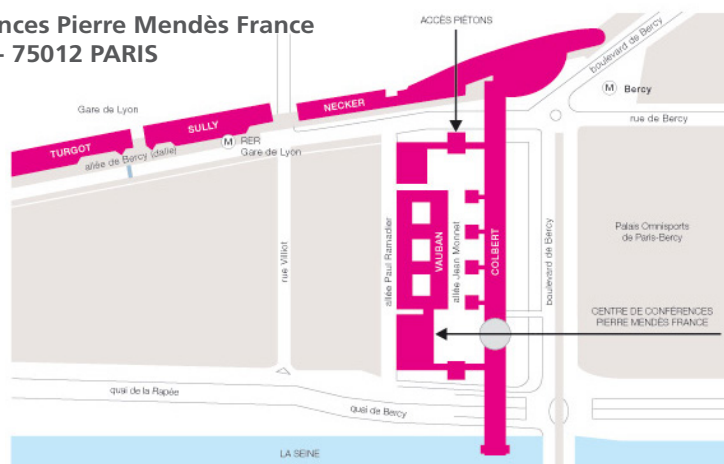 nces Pierre Mendès France
- 75012 PARIS
ACCÈS PIÉTONS
boulevard de Bercy
M Bercy
rue de Bercy
Gare de Lyon
NECKER
SULLY
TURGOT
M RER
Gare de Lyon
allée de Bercy (dalle)
rue Villiot
allée Paul Ramadier
VAUBAN
allée Jean Monnet
COLBERT
boulevard de Bercy
Palais Omnisports
de Paris-Bercy
CENTRE DE CONFÉRENCES
PIERRE MENDÈS FRANCE
quai de la Rapée
quai de Bercy
LA SEINE